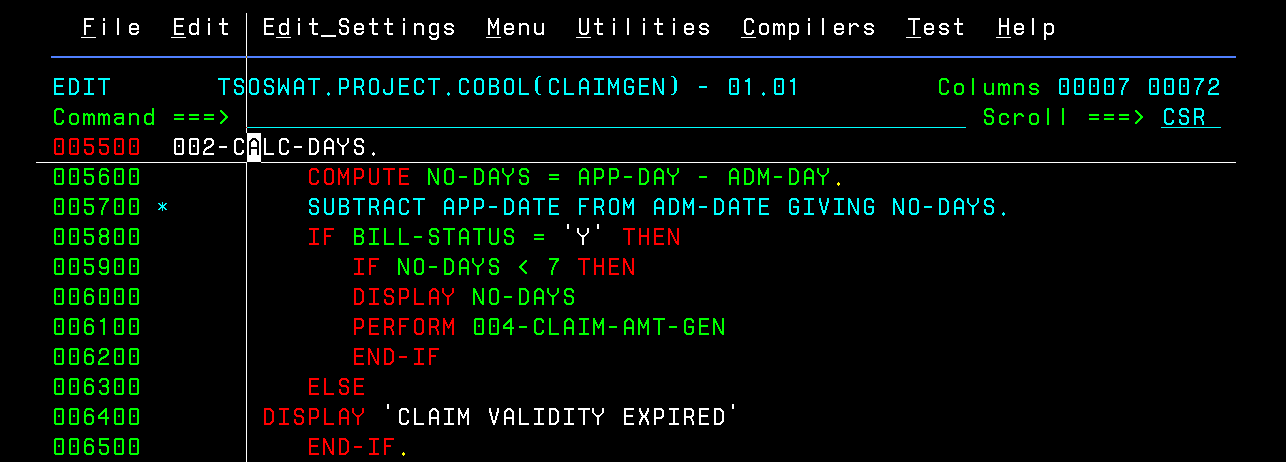 File  Edit  Edit_Settings  Menu  Utilities  Compilers  Test  Help
EDIT       TSOSWAT.PROJECT.COBOL(CLAIMGEN) - 01.01         Columns 00007 00072
Command ===>                                                  Scroll ===> CSR
005500  002-CALC-DAYS.
005600           COMPUTE NO-DAYS = APP-DAY - ADM-DAY.
005700 *         SUBTRACT APP-DATE FROM ADM-DATE GIVING NO-DAYS.
005800           IF BILL-STATUS = 'Y' THEN
005900              IF NO-DAYS < 7 THEN
006000              DISPLAY NO-DAYS
006100              PERFORM 004-CLAIM-AMT-GEN
006200              END-IF
006300           ELSE
006400        DISPLAY 'CLAIM VALIDITY EXPIRED'
006500           END-IF.